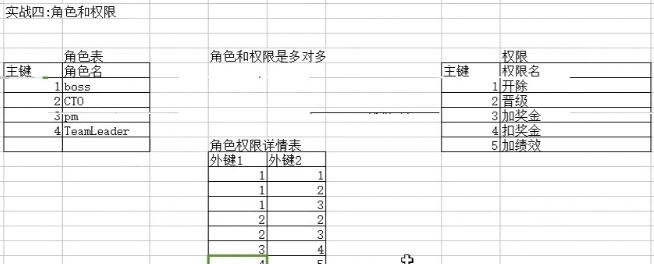 实战四:角色和权限
角色表 角色和权限是多对多 权限
主键 角色名 主键 权限名
1 boss 1 开除
2 CTO 2 晋级
3 pm 3 加奖金
4 TeamLeader 4 扣奖金
5 加绩效
角色权限详情表
外键1 外键2
1 1
1 2
1 3
2 2
2 3
3 4